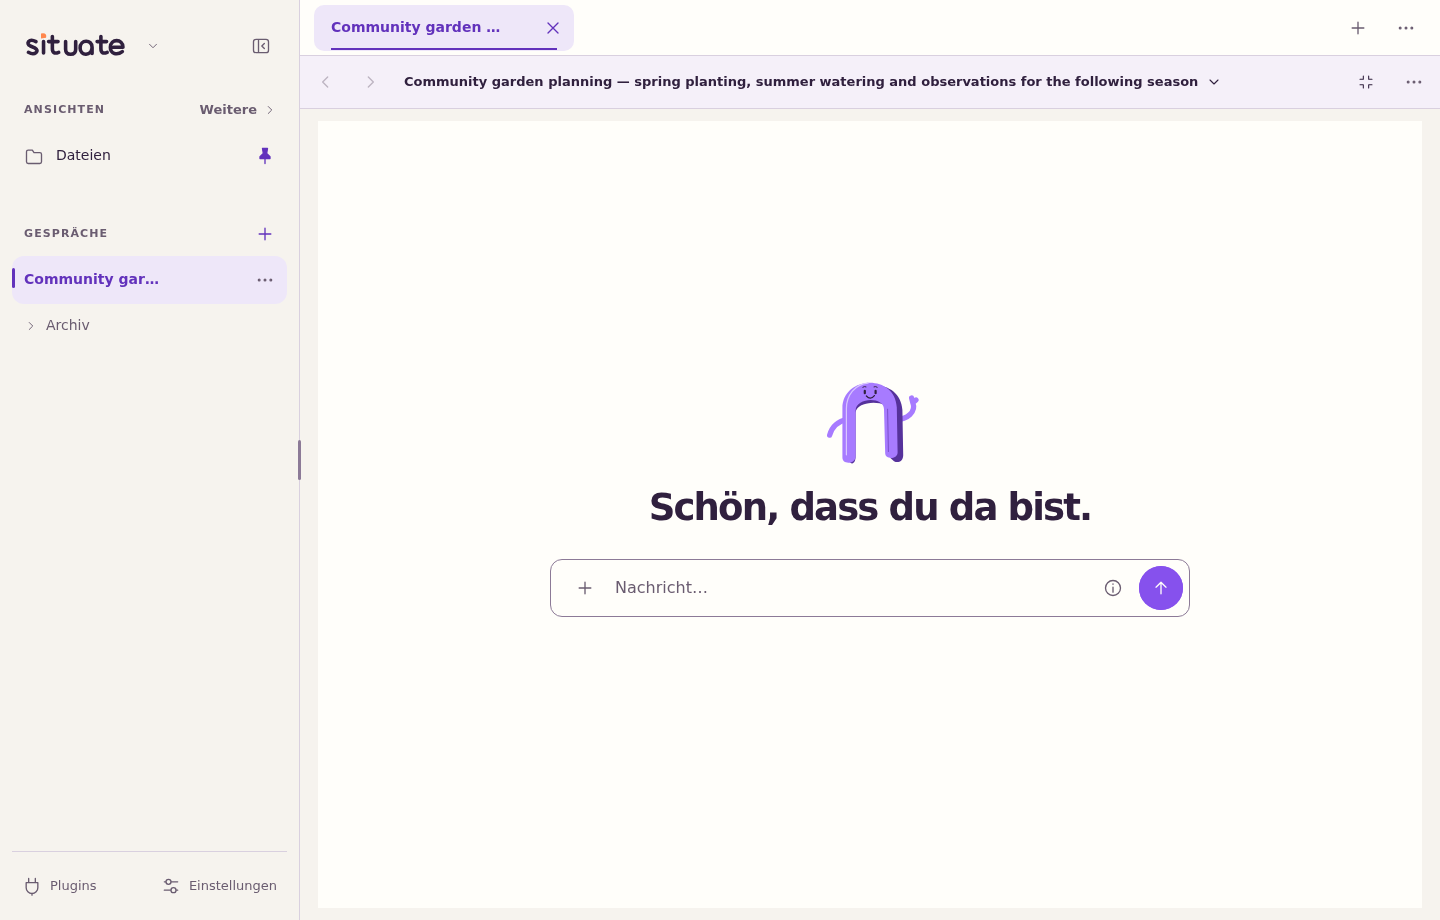 situate
Community garden ...
ANSICHTEN
Weitere
Dateien
GESPRÄCHE
Community gar...
Archiv
Community garden planning — spring planting, summer watering and observations for the following season
Schön, dass du da bist.
Nachricht...
Plugins
Einstellungen